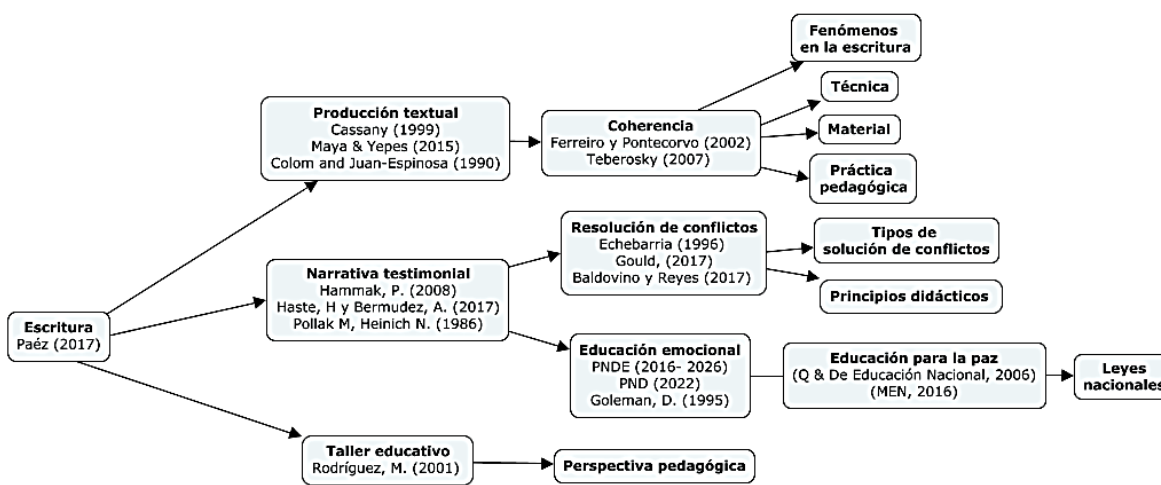 Fenómenos
en la escritura
Técnica
Material
Práctica
pedagógica
Producción textual
Cassany (1999)
Maya & Yepes (2015)
Colom and Juan-Espinosa (1990)
Coherencia
Ferreiro y Pontecorvo (2002)
Teberosky (2007)
Resolución de conflictos
Echebarria (1996)
Gould, (2017)
Baldovino y Reyes (2017)
Tipos de
solución de conflictos
Principios didácticos
Narrativa testimonial
Hammak, P. (2008)
Haste, H y Bermudez, A. (2017)
Pollak M, Heinich N. (1986)
Escritura
Paéz (2017)
Educación emocional
PNDE (2016- 2026)
PND (2022)
Goleman, D. (1995)
Educación para la paz
(Q & De Educación Nacional, 2006)
(MEN, 2016)
Leyes
nacionales
Taller educativo
Rodríguez, M. (2001)
Perspectiva pedagógica